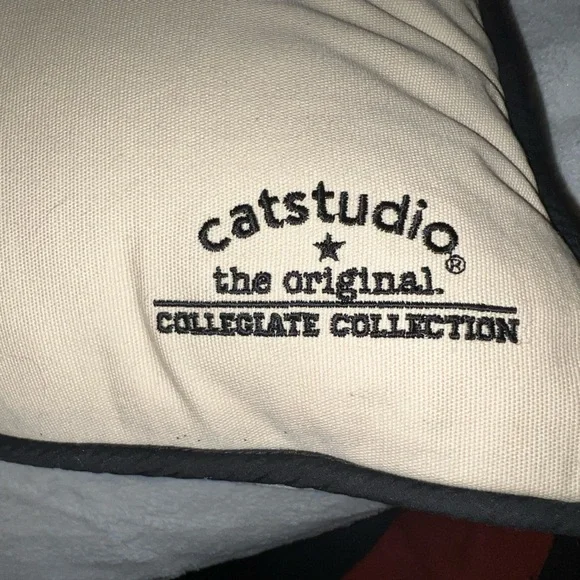 catstudio®
★
the original.
COLLEGIATE COLLECTION